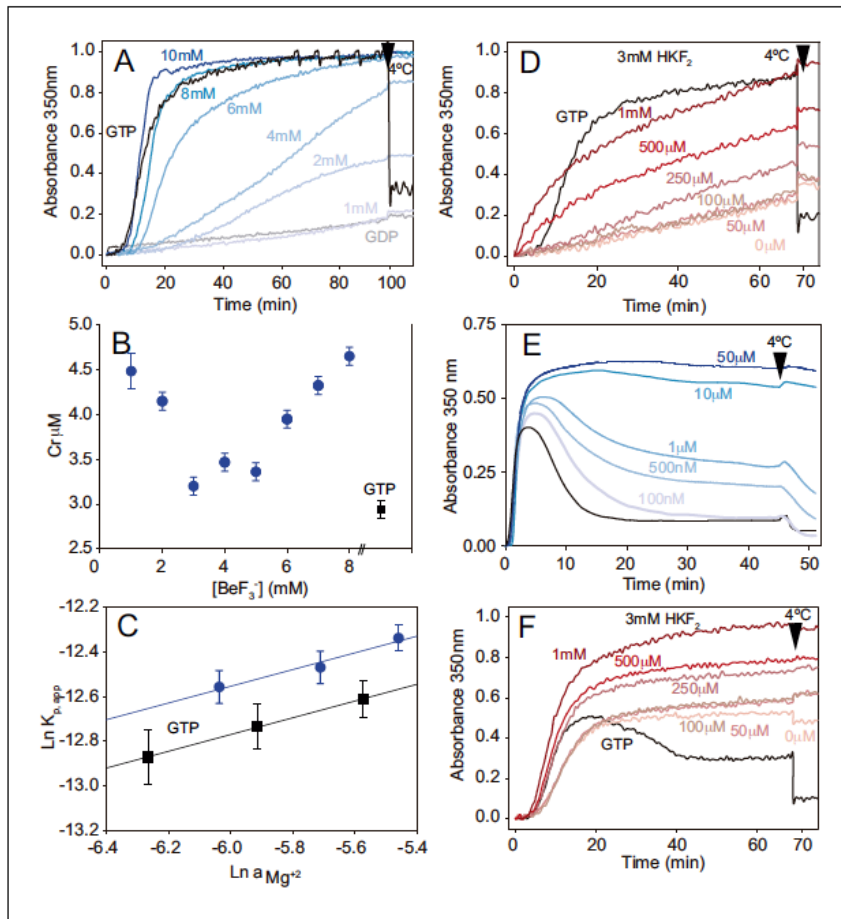 A
10mM
8mM
6mM
4mM
2mM
1mM
GTP
GDP
4ºC
Absorbance 350nm
1.0
0.8
0.6
0.4
0.2
0.0
0 20 40 60 80 100
Time (min)
D
3mM HKF₂
4ºC
GTP
1mM
500µM
250µM
100µM
50µM
0µM
Absorbance 350nm
1.0
0.8
0.6
0.4
0.2
0.0
0 20 40 60 70
Time (min)
B
Cr µM
5.0
4.5
4.0
3.5
3.0
2.5
GTP
0 2 4 6 8
[BeF₃⁻] (mM)
E
4ºC
50µM
10µM
1µM
500nM
100nM
Absorbance 350 nm
0.75
0.50
0.25
0.00
0 10 20 30 40 50
Time (min)
C
Ln Kp,app
-12.2
-12.4
-12.6
-12.8
-13.0
-13.2
GTP
-6.4 -6.2 -6.0 -5.8 -5.6 -5.4
Ln a Mg⁺²
F
3mM HKF₂
4ºC
1mM
500µM
250µM
100µM
50µM
0µM
GTP
Absorbance 350nm
1.0
0.8
0.6
0.4
0.2
0.0
0 20 40 60 70
Time (min)